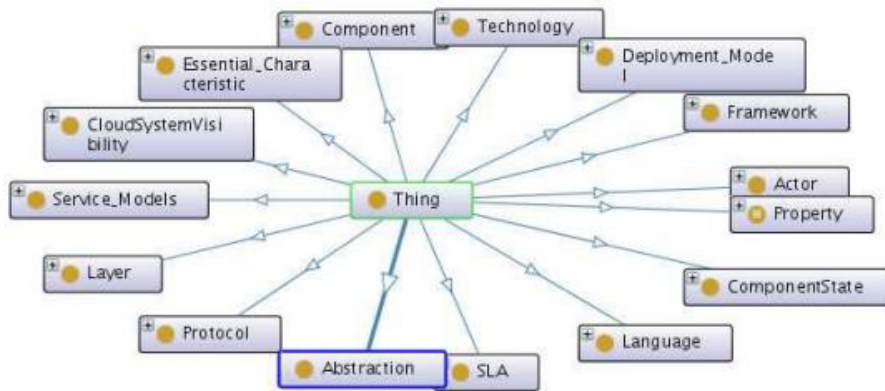 Component
Technology
Essential_Chara
cteristic
Deployment_Mode
l
CloudSystemVisi
bility
Framework
Service_Models
Thing
Actor
Property
Layer
ComponentState
Protocol
Language
Abstraction
SLA